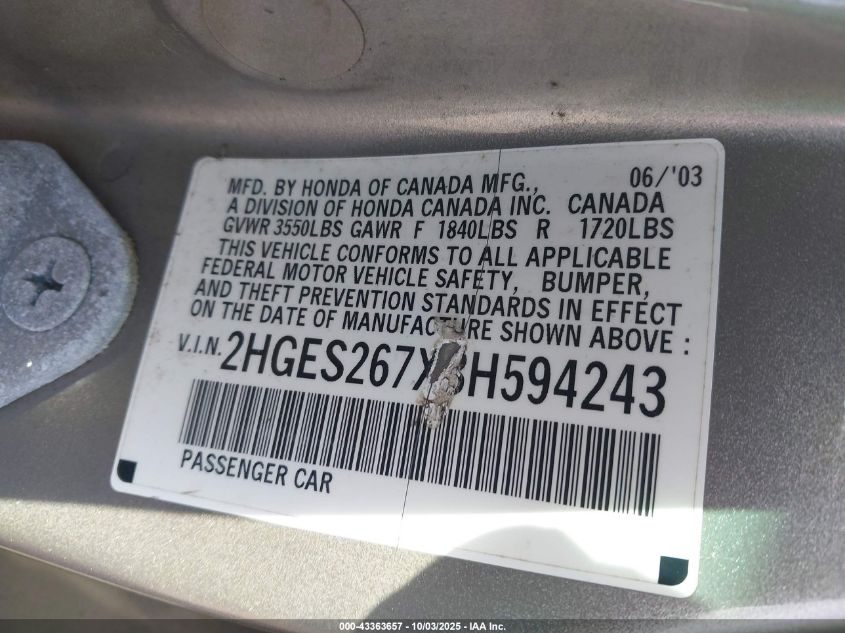 06/'03
MFD. BY HONDA OF CANADA MFG.,
A DIVISION OF HONDA CANADA INC. CANADA
GVWR 3550LBS GAWR F 1840LBS R 1720LBS
THIS VEHICLE CONFORMS TO ALL APPLICABLE
FEDERAL MOTOR VEHICLE SAFETY, BUMPER,
AND THEFT PREVENTION STANDARDS IN EFFECT
ON THE DATE OF MANUFACTURE SHOWN ABOVE :
V.I.N. 2HGES267X3H594243
PASSENGER CAR
000-43363657 - 10/03/2025 - IAA Inc.